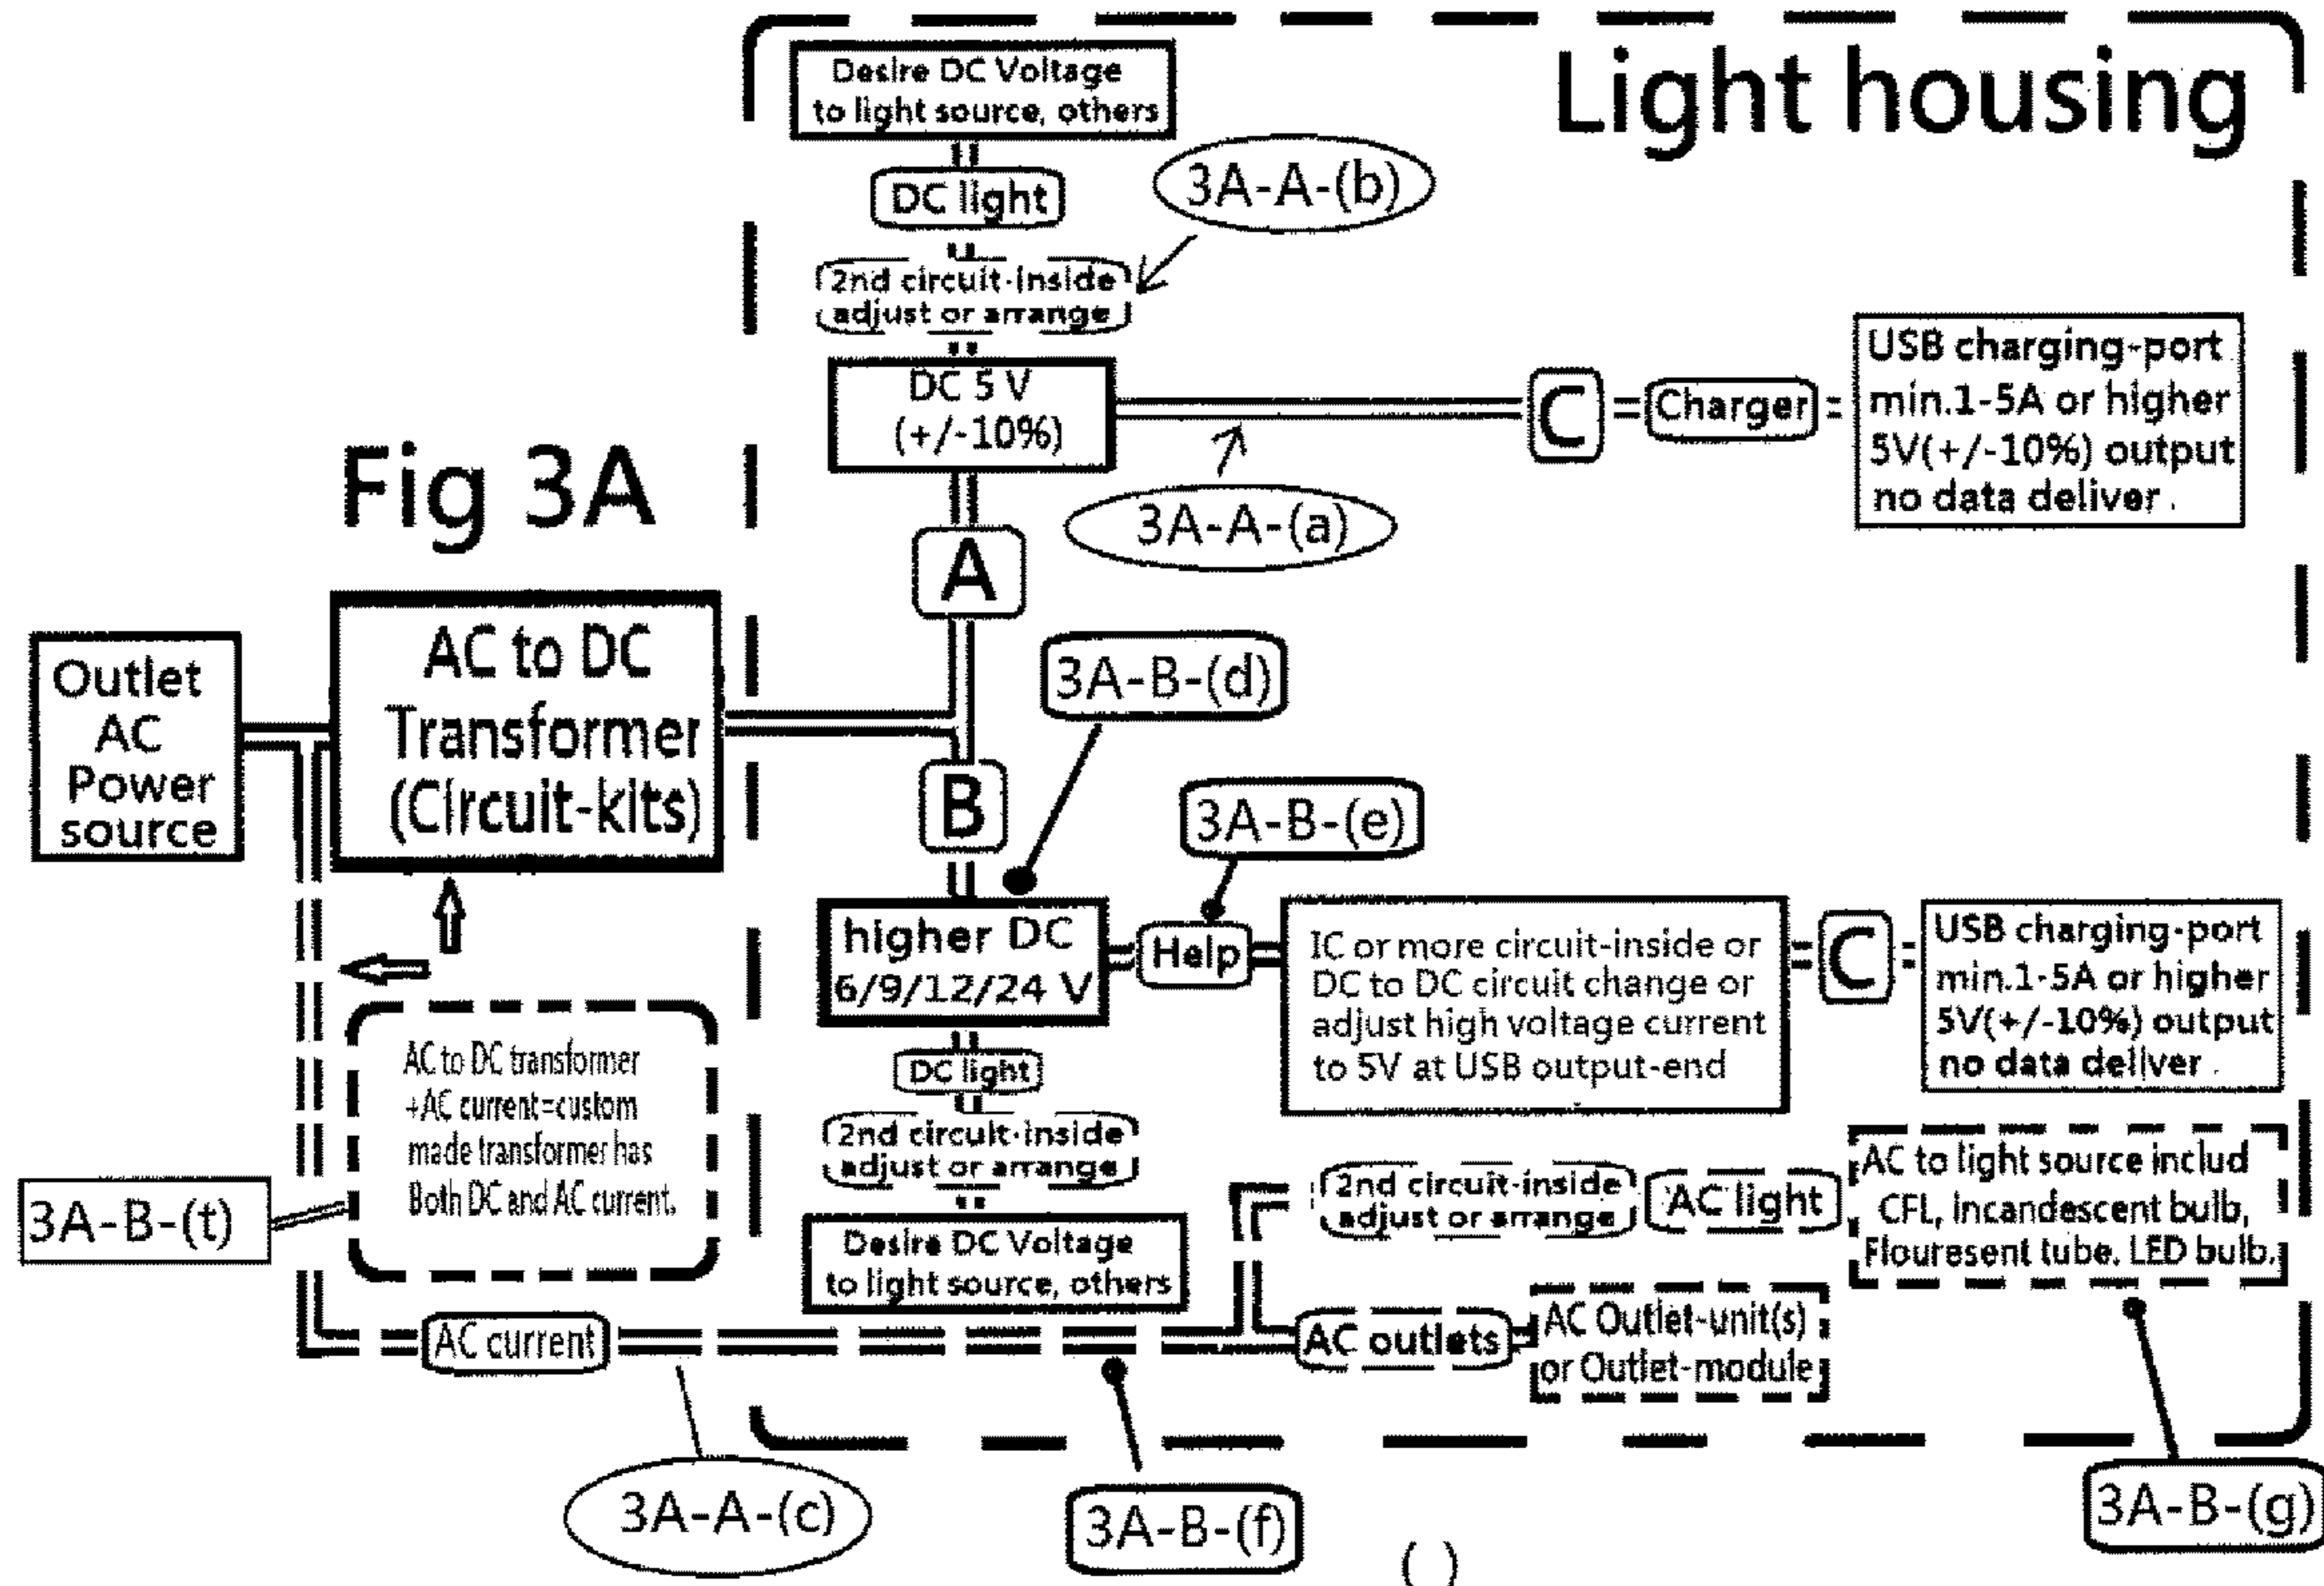 Light housing
Desire DC Voltage
to light source, others
DC light
3A-A-(b)
2nd circuit-inside
adjust or arrange
DC 5 V
(+/-10%)
C
Charger
USB charging-port
min.1-5A or higher
5V(+/-10%) output
no data deliver .
Fig 3A
3A-A-(a)
A
Outlet
AC
Power
source
AC to DC
Transformer
(Circuit-kits)
3A-B-(d)
B
3A-B-(e)
higher DC
6/9/12/24 V
Help
IC or more circuit-inside or
DC to DC circuit change or
adjust high voltage current
to 5V at USB output-end
C
USB charging-port
min.1-5A or higher
5V(+/-10%) output
no data deliver .
AC to DC transformer
+AC current=custom
made transformer has
Both DC and AC current.
3A-B-(t)
DC light
2nd circuit-inside
adjust or arrange
Desire DC Voltage
to light source, others
2nd circuit-inside
adjust or arrange
AC light
AC to light source includ
CFL, Incandescent bulb,
Flouresent tube. LED bulb.
AC current
AC outlets
AC Outlet-unit(s)
or Outlet-module
3A-A-(c)
3A-B-(f)
( )
3A-B-(g)